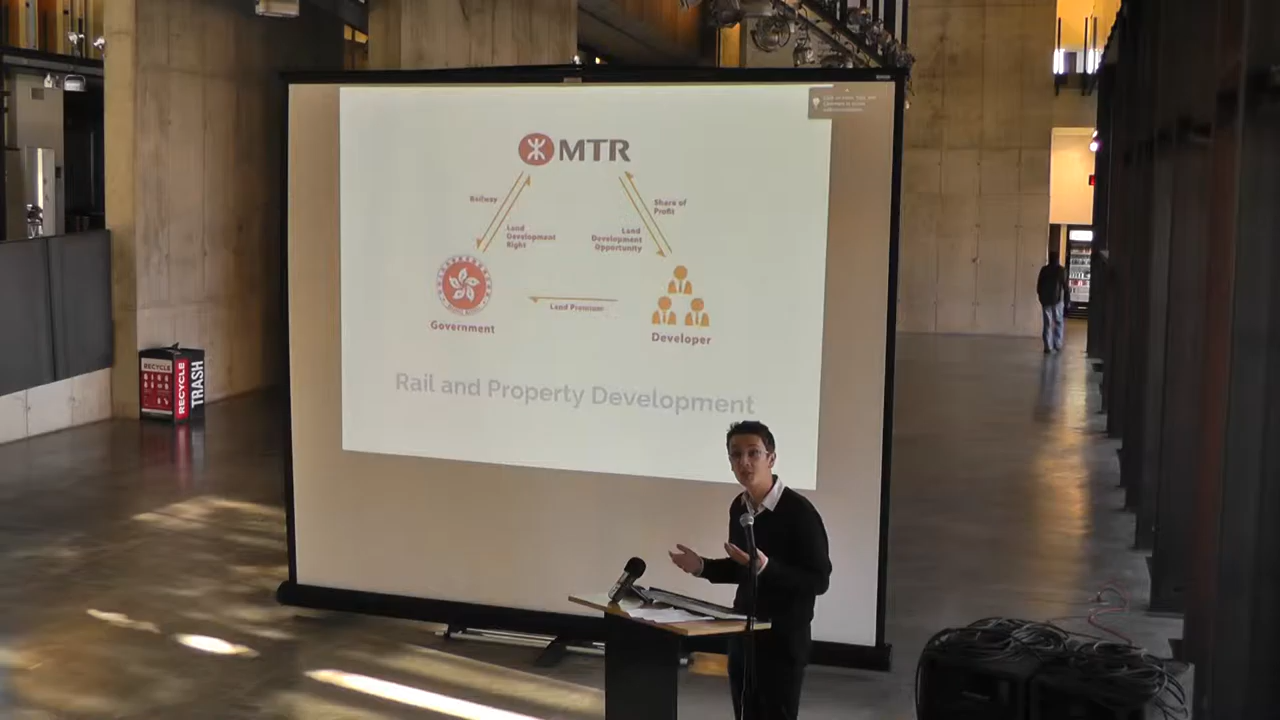 MTR
Railway
Share of
Profit
Land
Development
Right
Land
Development
Opportunity
Land Premium
Government
Developer
Rail and Property Development
RECYCLE
RECYCLE
TRASH